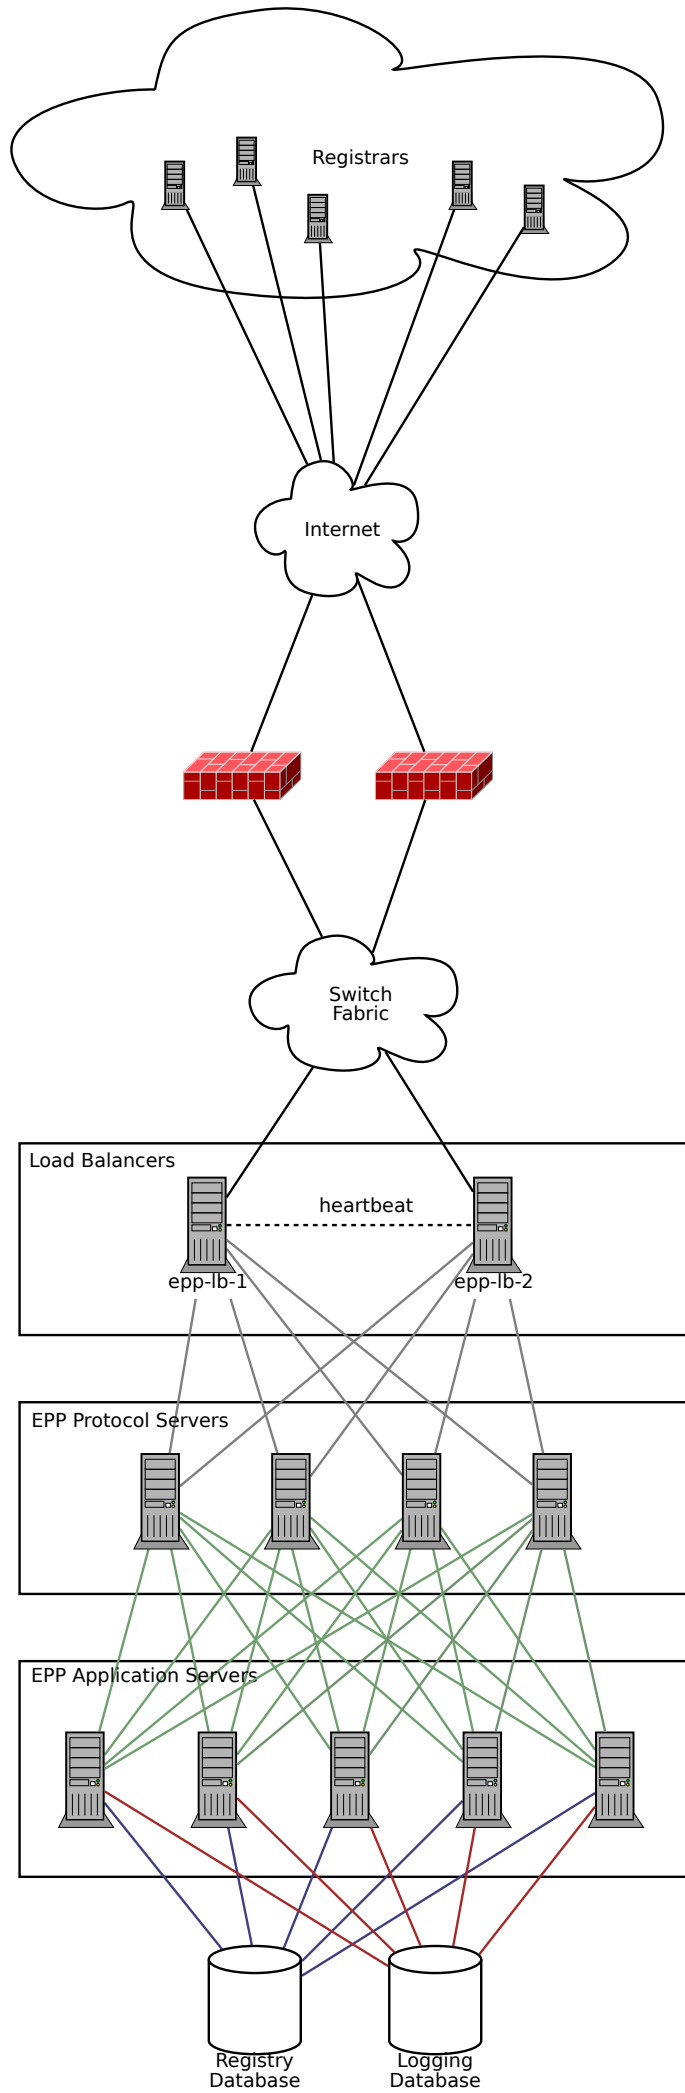 Registrars
Internet
Switch
Fabric
Load Balancers
heartbeat
epp-lb-1
epp-lb-2
EPP Protocol Servers
EPP Application Servers
Registry
Database
Logging
Database